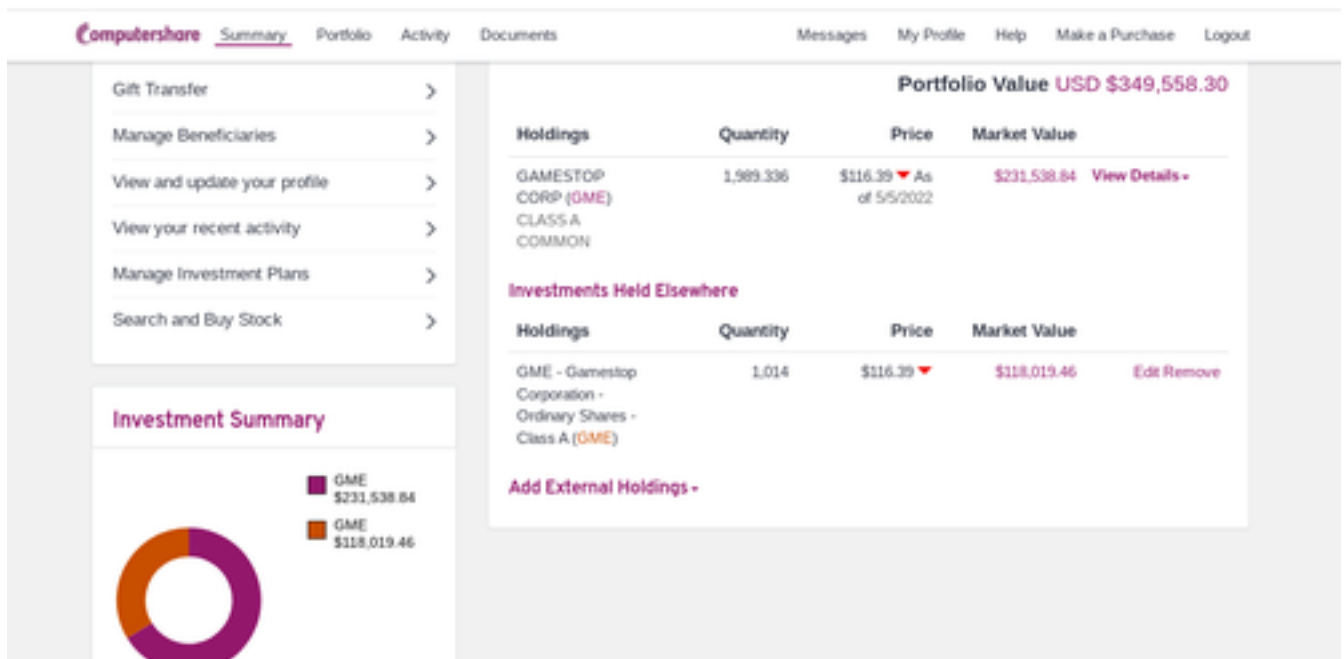 Computershare Summary Portfolio Activity Documents Messages My Profile Help Make a Purchase Logout
Gift Transfer
Manage Beneficiaries
View and update your profile
View your recent activity
Manage Investment Plans
Search and Buy Stock
Investment Summary
GME
$231,538.84
GME
$118,019.46
Portfolio Value USD $349,558.30
Holdings Quantity Price Market Value
GAMESTOP 1,989.336 $116.39 As $231,538.84 View Details
CORP (GME) of 5/5/2022
CLASS A
COMMON
Investments Held Elsewhere
Holdings Quantity Price Market Value
GME - Gamestop 1,014 $116.39 $118,019.46 Edit Remove
Corporation -
Ordinary Shares -
Class A (GME)
Add External Holdings